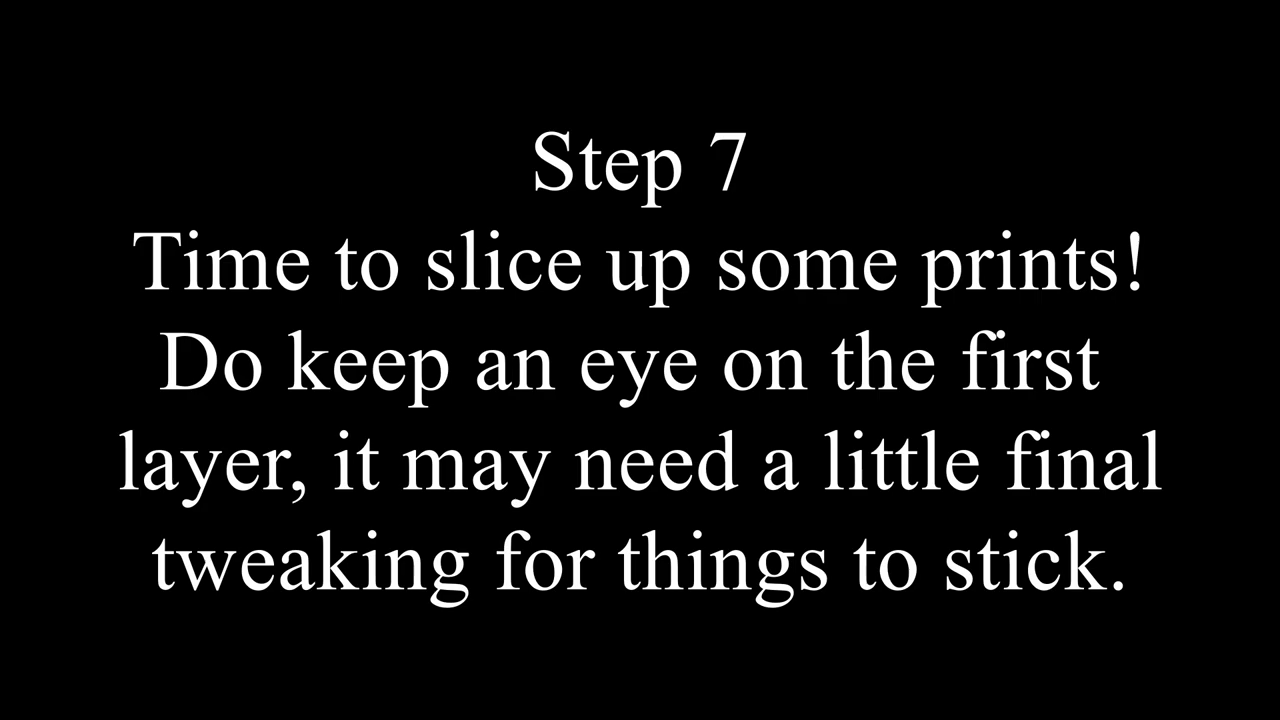 Step 7
Time to slice up some prints!
Do keep an eye on the first
layer, it may need a little final
tweaking for things to stick.